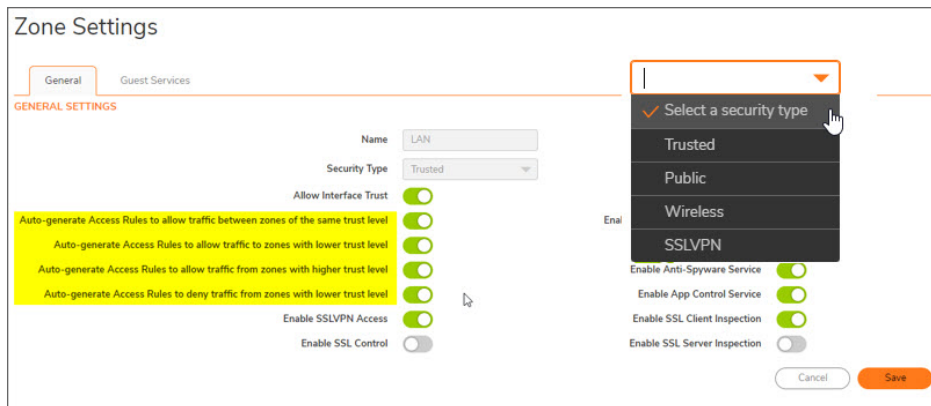 Zone Settings
General
Guest Services
GENERAL SETTINGS
Name
LAN
Security Type
Trusted
Allow Interface Trust
Auto-generate Access Rules to allow traffic between zones of the same trust level
Auto-generate Access Rules to allow traffic to zones with lower trust level
Auto-generate Access Rules to allow traffic from zones with higher trust level
Auto-generate Access Rules to deny traffic from zones with lower trust level
Enable SSLVPN Access
Enable SSL Control
Select a security type
Trusted
Public
Wireless
SSLVPN
Enable Anti-Spyware Service
Enable App Control Service
Enable SSL Client Inspection
Enable SSL Server Inspection
Cancel
Save